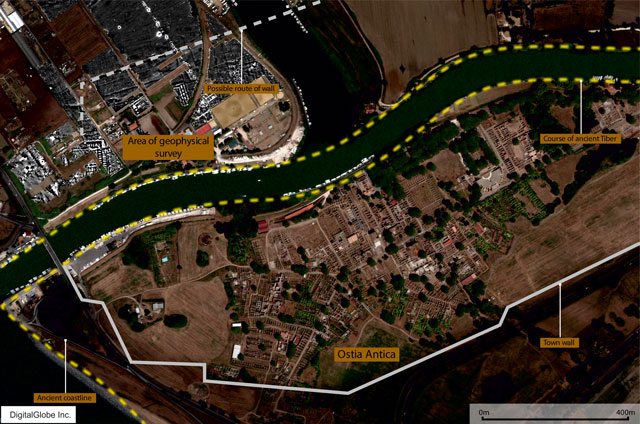 Possible route of wall
Area of geophysical
survey
Course of ancient Tiber
Ostia Antica
Town wall
Ancient coastline
DigitalGlobe Inc.
0m
400m